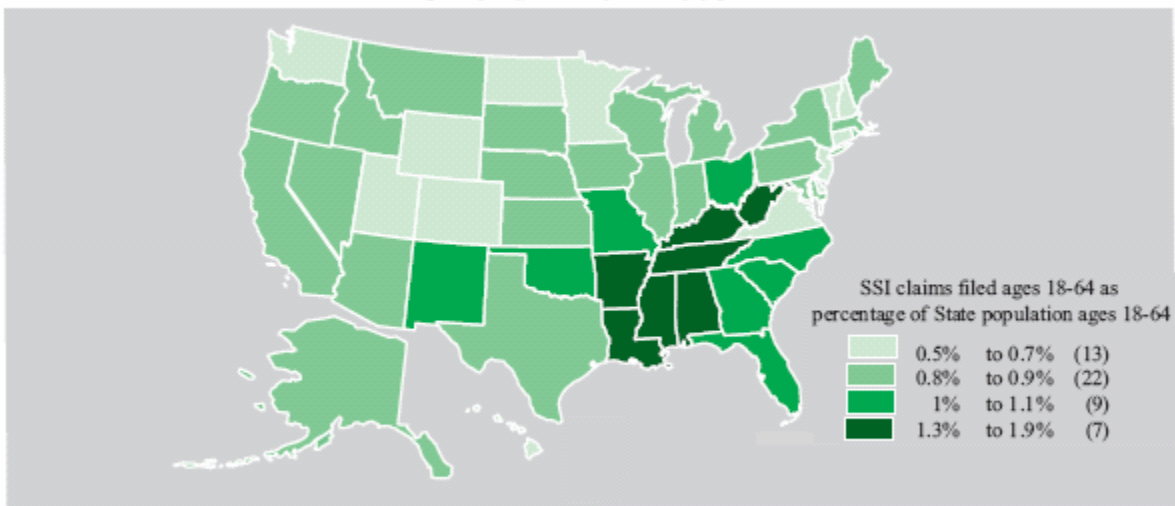 SSI claims filed ages 18-64 as
percentage of State population ages 18-64
0.5% to 0.7% (13)
0.8% to 0.9% (22)
1% to 1.1% (9)
1.3% to 1.9% (7)